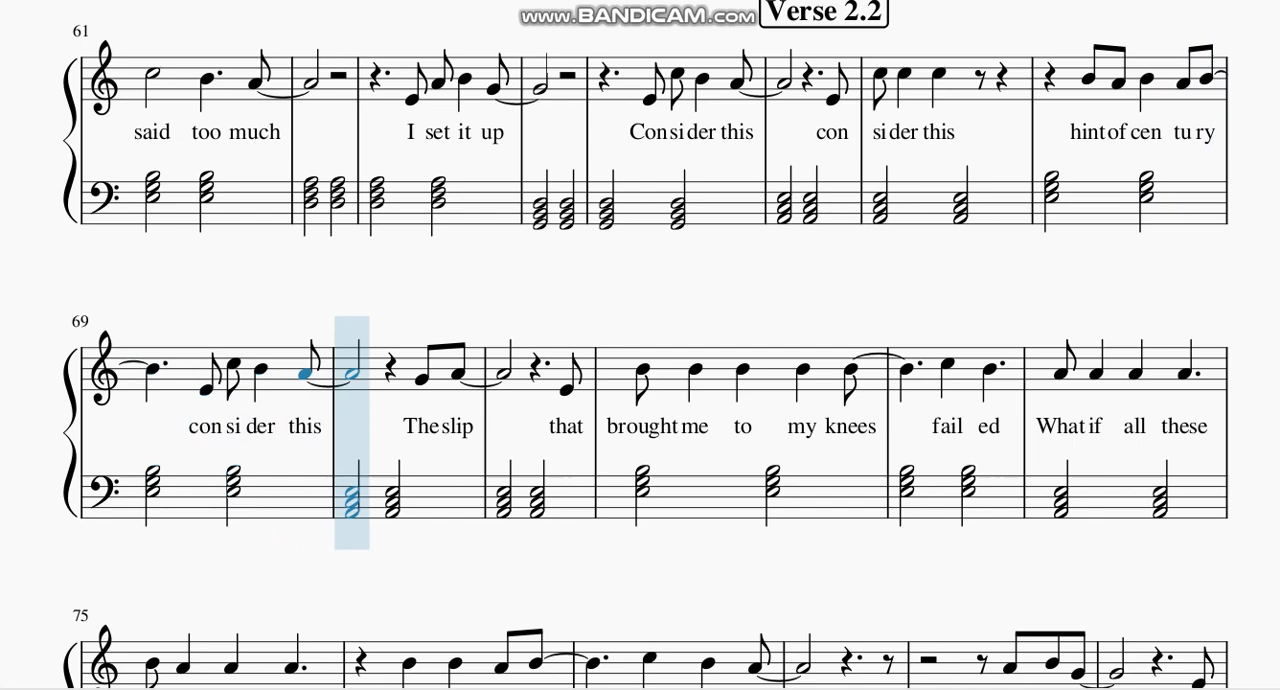 www.BANDICAM.com
Verse 2.2
61
said too much I set it up Con si der this con si der this hint of cen tu ry
69
con si der this The slip that brought me to my knees fail ed What if all these
75